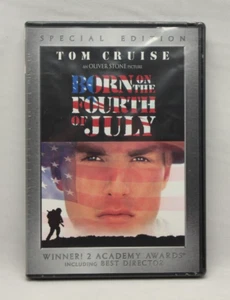 SPECIAL EDITION
TOM CRUISE
AN OLIVER STONE PICTURE
BORN ON
THE
FOURTH
OF JULY
WINNER! 2 ACADEMY AWARDS
INCLUDING BEST DIRECTOR